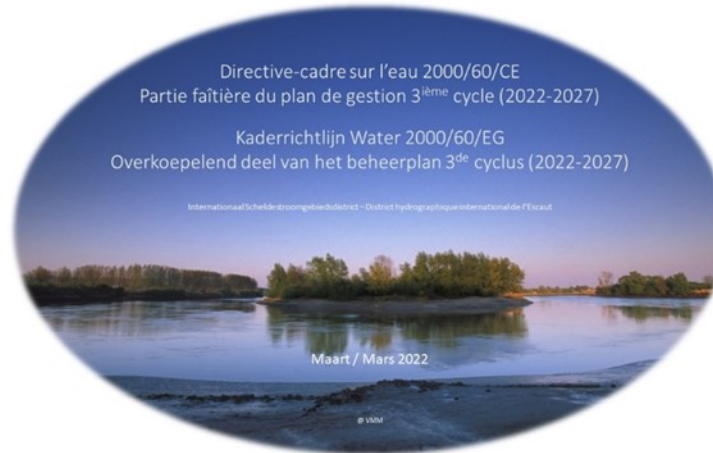 Directive-cadre sur l'eau 2000/60/CE
Partie faîtière du plan de gestion 3ième cycle (2022-2027)
Kaderrichtlijn Water 2000/60/EG
Overkoepelend deel van het beheerplan 3de cyclus (2022-2027)
Internationaal Scheldestroomgebiedsdistrict – District hydrographique international de l'Escaut
Maart / Mars 2022
@ VMM